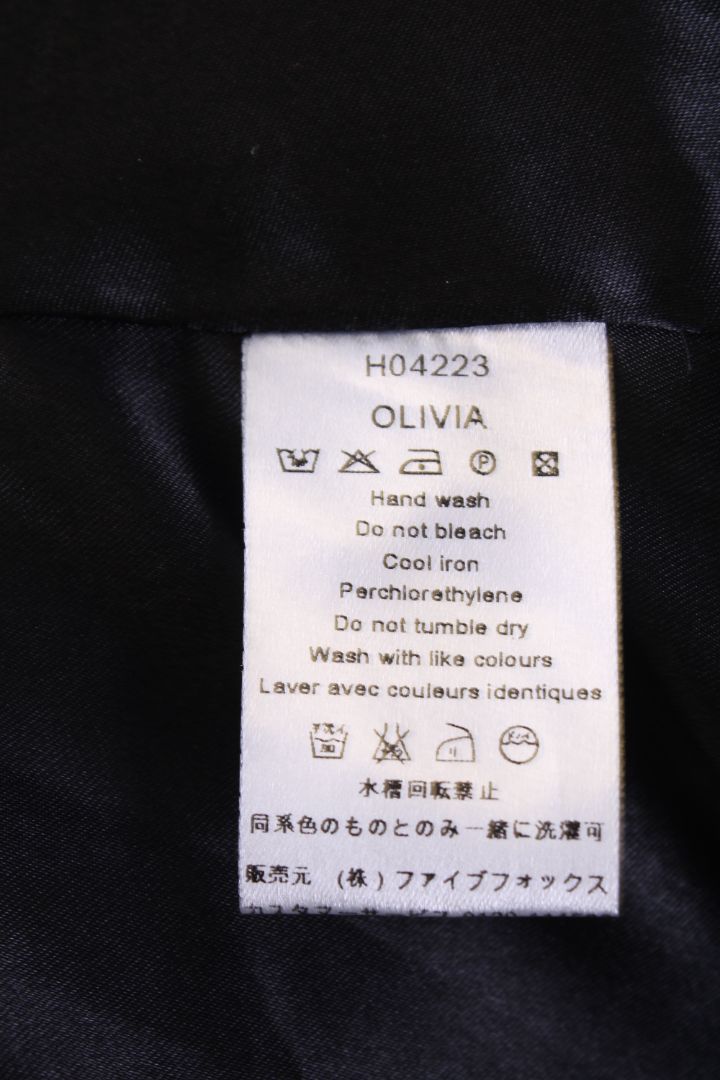 H04223
OLIVIA
P
Hand wash
Do not bleach
Cool iron
Perchlorethylene
Do not tumble dry
Wash with like colours
Laver avec couleurs identiques
水槽回転禁止
同系色のものとのみ一緒に洗濯可
販売元 (株)ファイブフォックス